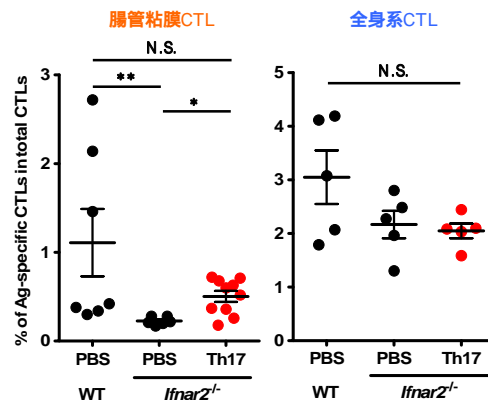 腸管粘膜CTL
全身系CTL
% of Ag-specific CTLs in total CTLs
N.S.
**
*
3
2
1
0
PBS
PBS
Th17
WT
Ifnar2-/-
N.S.
5
4
3
2
1
0
PBS
PBS
Th17
WT
Ifnar2-/-